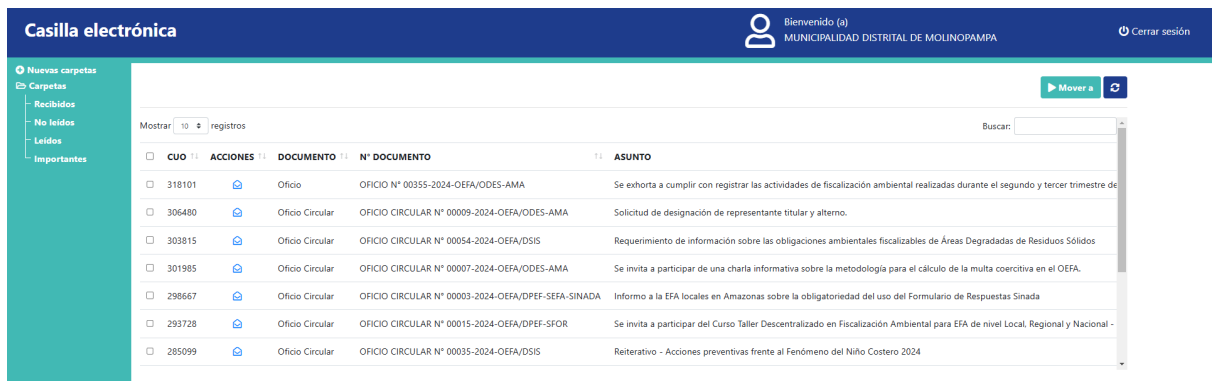 Casilla electrónica
Bienvenido (a)
MUNICIPALIDAD DISTRITAL DE MOLINOPAMPA
Cerrar sesión
Nuevas carpetas
Carpetas
Recibidos
No leídos
Leídos
Importantes
Mover a
Mostrar 10 registros
Buscar:
CUO ACCIONES DOCUMENTO N° DOCUMENTO ASUNTO
318101 Oficio OFICIO N° 00355-2024-OEFA/ODES-AMA Se exhorta a cumplir con registrar las actividades de fiscalización ambiental realizadas durante el segundo y tercer trimestre de
306480 Oficio Circular OFICIO CIRCULAR N° 00009-2024-OEFA/ODES-AMA Solicitud de designación de representante titular y alterno.
303815 Oficio Circular OFICIO CIRCULAR N° 00054-2024-OEFA/DSIS Requerimiento de información sobre las obligaciones ambientales fiscalizables de Áreas Degradadas de Residuos Sólidos
301985 Oficio Circular OFICIO CIRCULAR N° 00007-2024-OEFA/ODES-AMA Se invita a participar de una charla informativa sobre la metodología para el cálculo de la multa coercitiva en el OEFA.
298667 Oficio Circular OFICIO CIRCULAR N° 00003-2024-OEFA/DPEF-SEFA-SINADA Informo a la EFA locales en Amazonas sobre la obligatoriedad del uso del Formulario de Respuestas Sinada
293728 Oficio Circular OFICIO CIRCULAR N° 00015-2024-OEFA/DPEF-SFOR Se invita a participar del Curso Taller Descentralizado en Fiscalización Ambiental para EFA de nivel Local, Regional y Nacional -
285099 Oficio Circular OFICIO CIRCULAR N° 00035-2024-OEFA/DSIS Reiterativo - Acciones preventivas frente al Fenómeno del Niño Costero 2024